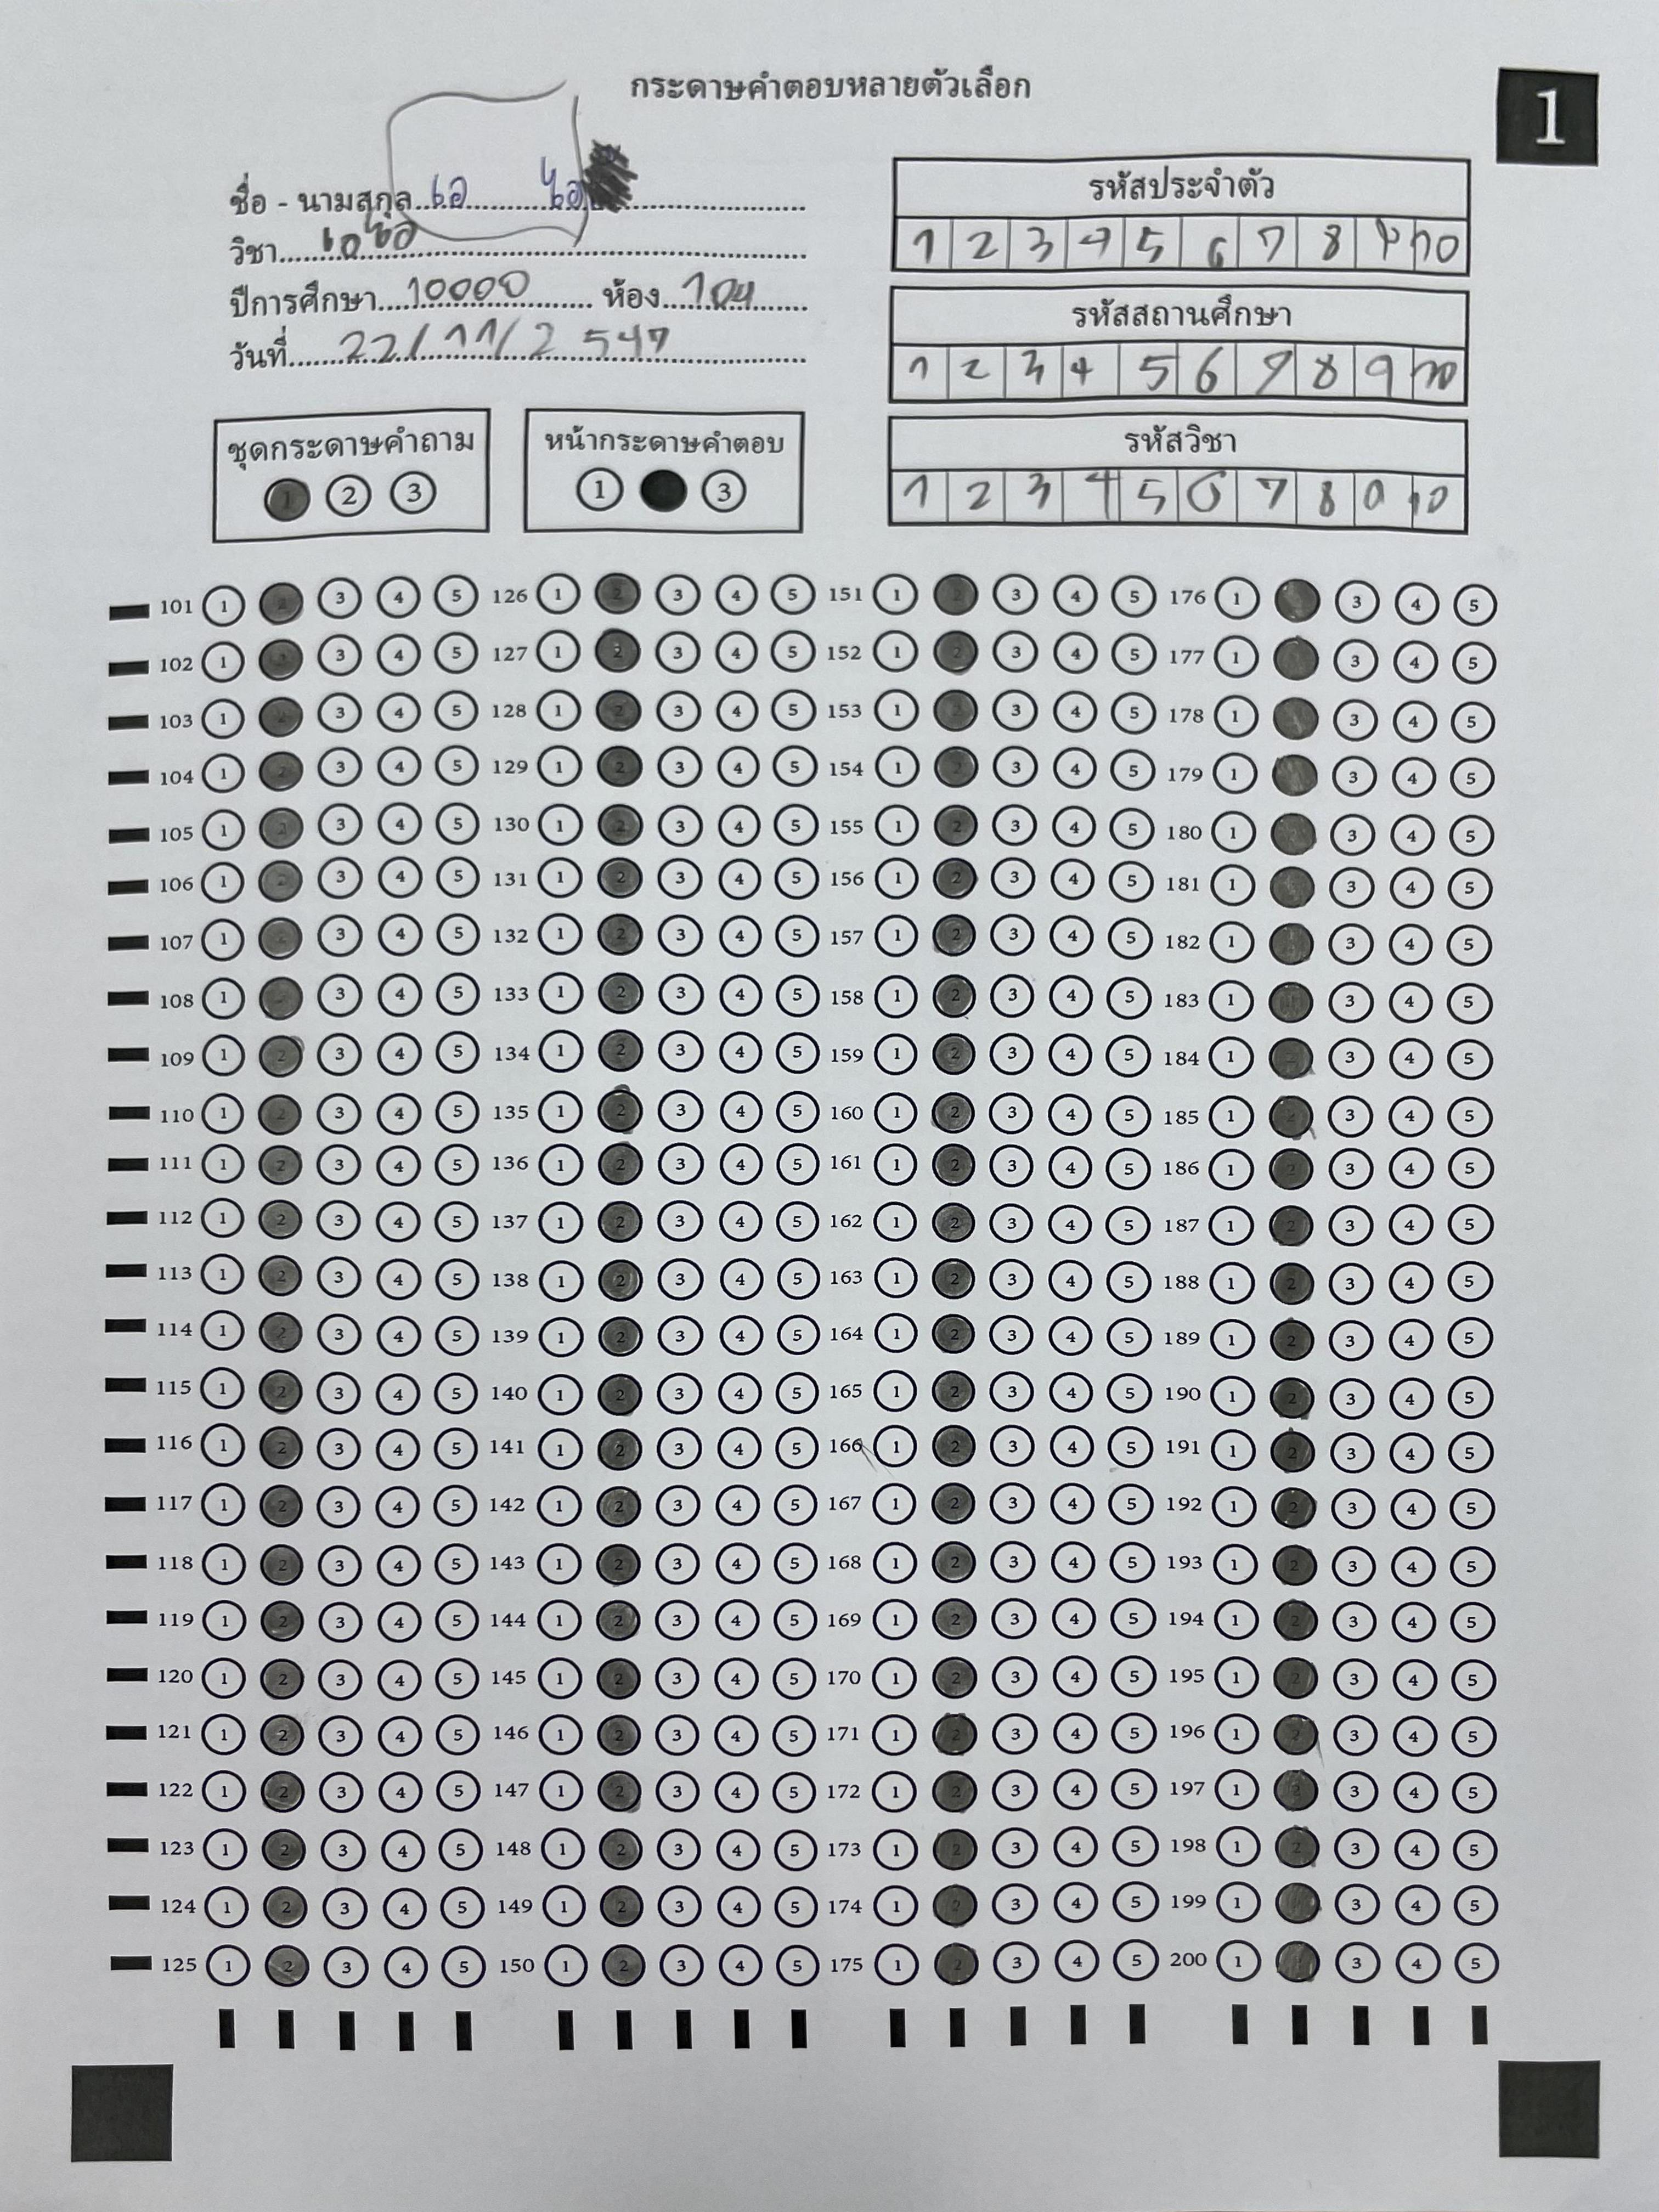 กระดาษคำตอบหลายตัวเลือก
1
ชื่อ - นามสกุล
วิชา
ปีการศึกษา 10000 ห้อง 104
วันที่ 22/11/2547
รหัสประจำตัว
1 2 3 4 5 6 7 8 9 10
รหัสสถานศึกษา
1 2 3 4 5 6 7 8 9 10
รหัสวิชา
1 2 3 4 5 6 7 8 9 10
ชุดกระดาษคำถาม
1 2 3
หน้ากระดาษคำตอบ
1 3
101 1 2 3 4 5 126 1 2 3 4 5 151 1 2 3 4 5 176 1 3 4 5
102 1 2 3 4 5 127 1 2 3 4 5 152 1 2 3 4 5 177 1 3 4 5
103 1 2 3 4 5 128 1 2 3 4 5 153 1 2 3 4 5 178 1 3 4 5
104 1 2 3 4 5 129 1 2 3 4 5 154 1 2 3 4 5 179 1 3 4 5
105 1 2 3 4 5 130 1 2 3 4 5 155 1 2 3 4 5 180 1 2 3 4 5
106 1 2 3 4 5 131 1 2 3 4 5 156 1 2 3 4 5 181 1 2 3 4 5
107 1 2 3 4 5 132 1 2 3 4 5 157 1 2 3 4 5 182 1 2 3 4 5
108 1 2 3 4 5 133 1 2 3 4 5 158 1 2 3 4 5 183 1 2 3 4 5
109 1 2 3 4 5 134 1 2 3 4 5 159 1 2 3 4 5 184 1 2 3 4 5
110 1 2 3 4 5 135 1 2 3 4 5 160 1 2 3 4 5 185 1 2 3 4 5
111 1 2 3 4 5 136 1 2 3 4 5 161 1 2 3 4 5 186 1 2 3 4 5
112 1 2 3 4 5 137 1 2 3 4 5 162 1 2 3 4 5 187 1 2 3 4 5
113 1 2 3 4 5 138 1 2 3 4 5 163 1 2 3 4 5 188 1 2 3 4 5
114 1 2 3 4 5 139 1 2 3 4 5 164 1 2 3 4 5 189 1 2 3 4 5
115 1 2 3 4 5 140 1 2 3 4 5 165 1 2 3 4 5 190 1 2 3 4 5
116 1 2 3 4 5 141 1 2 3 4 5 166 1 2 3 4 5 191 1 2 3 4 5
117 1 2 3 4 5 142 1 2 3 4 5 167 1 2 3 4 5 192 1 2 3 4 5
118 1 2 3 4 5 143 1 2 3 4 5 168 1 2 3 4 5 193 1 2 3 4 5
119 1 2 3 4 5 144 1 2 3 4 5 169 1 2 3 4 5 194 1 2 3 4 5
120 1 2 3 4 5 145 1 2 3 4 5 170 1 2 3 4 5 195 1 2 3 4 5
121 1 2 3 4 5 146 1 2 3 4 5 171 1 2 3 4 5 196 1 2 3 4 5
122 1 2 3 4 5 147 1 2 3 4 5 172 1 2 3 4 5 197 1 2 3 4 5
123 1 2 3 4 5 148 1 2 3 4 5 173 1 2 3 4 5 198 1 2 3 4 5
124 1 2 3 4 5 149 1 2 3 4 5 174 1 2 3 4 5 199 1 3 4 5
125 1 2 3 4 5 150 1 2 3 4 5 175 1 2 3 4 5 200 1 3 4 5